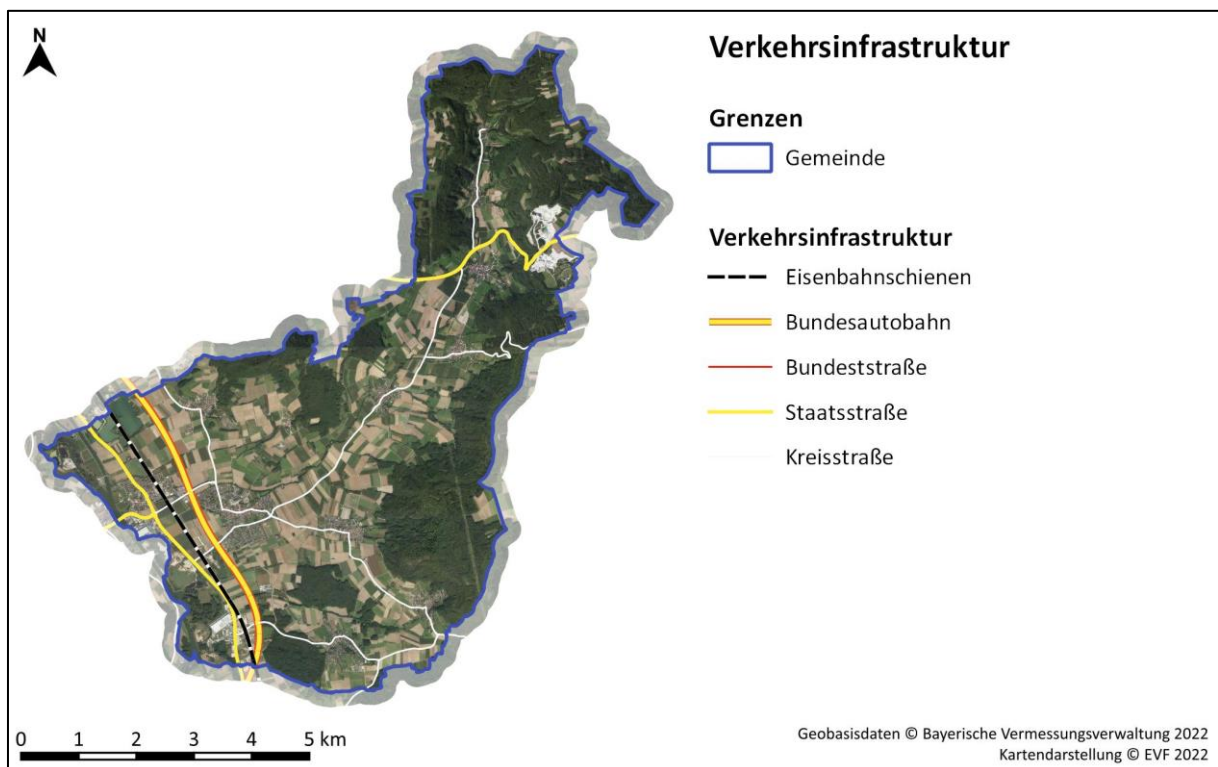 N
Verkehrsinfrastruktur
Grenzen
Gemeinde
Verkehrsinfrastruktur
Eisenbahnschienen
Bundesautobahn
Bundeststraße
Staatsstraße
Kreisstraße
0 1 2 3 4 5 km
Geobasisdaten © Bayerische Vermessungsverwaltung 2022
Kartendarstellung © EVF 2022